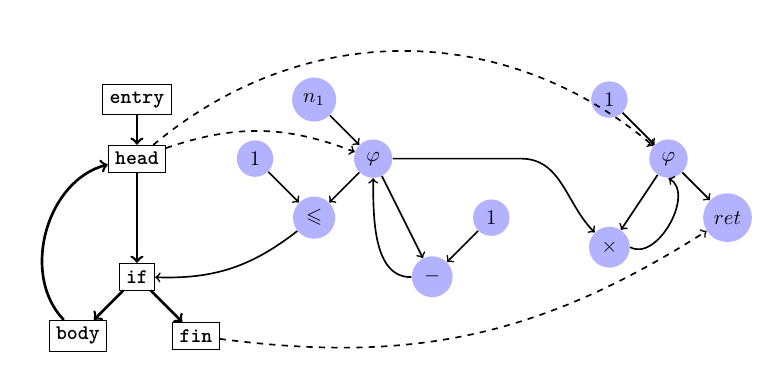 entry
n₁
1
head
1
φ
φ
⩽
1
ret
×
if
−
body
fin